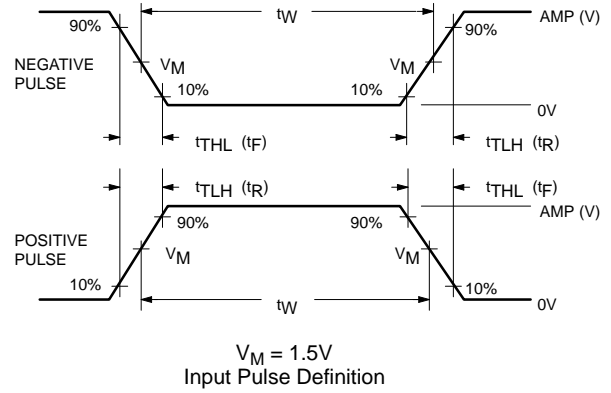 tW
AMP (V)
90%
90%
NEGATIVE
PULSE
VM
VM
10%
10%
0V
tTHL (tF)
tTLH (tR)
tTLH (tR)
tTHL (tF)
AMP (V)
90%
90%
POSITIVE
PULSE
VM
VM
10%
10%
tW
0V
VM = 1.5V
Input Pulse Definition